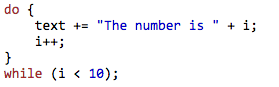 do {
    text += "The number is " + i;
    i++;
}
while (i < 10);